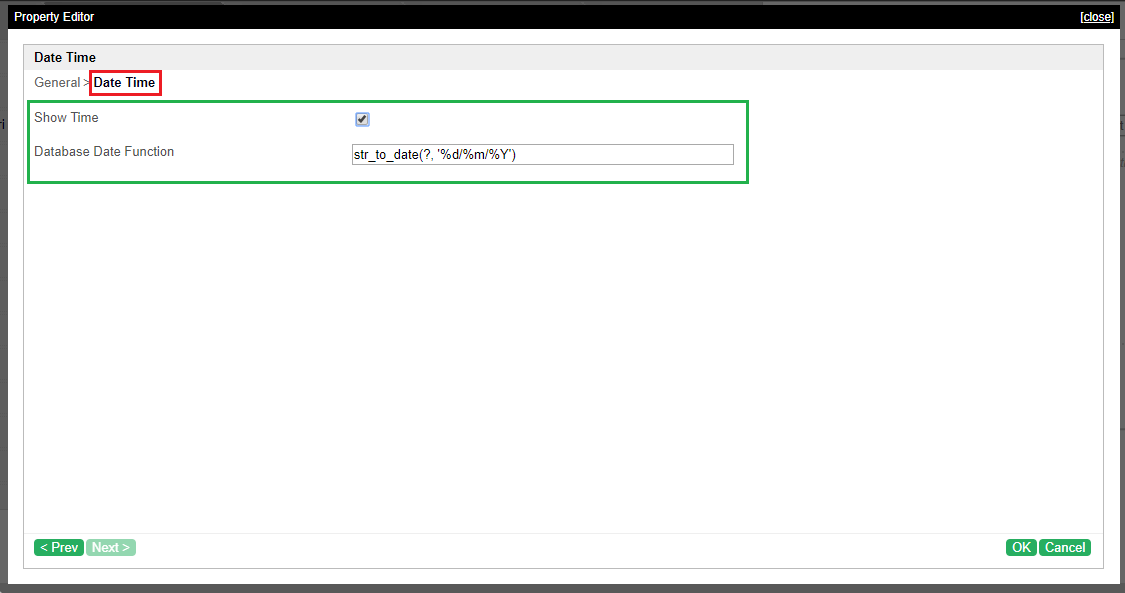 Property Editor [close]
Date Time
General > Date Time
Show Time
Database Date Function str_to_date(?, '%d/%m/%Y')
< Prev Next > OK Cancel